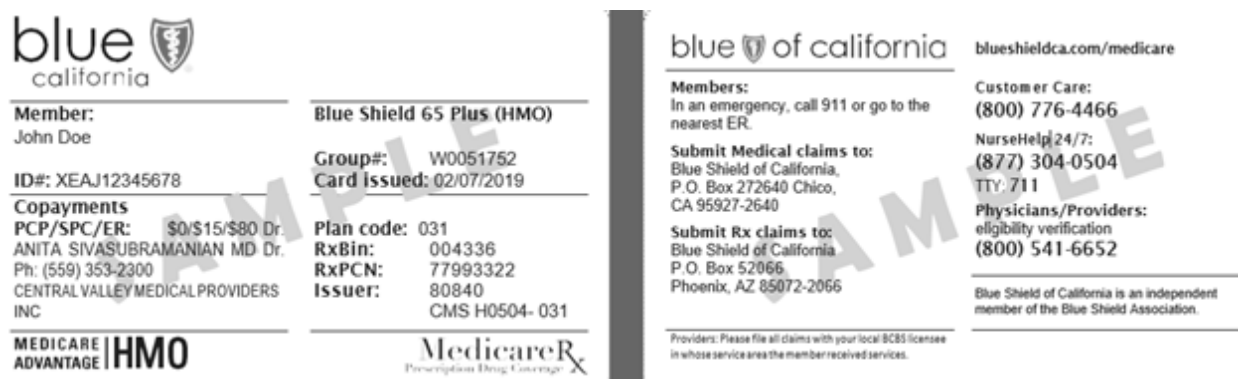 blue
california
Member:
John Doe
ID#: XEAJ12345678
Copayments
PCP/SPC/ER: $0/$15/$80 Dr.
ANITA SIVASUBRAMANIAN MD Dr.
Ph: (559) 353-2300
CENTRAL VALLEY MEDICAL PROVIDERS
INC
MEDICARE
ADVANTAGE HMO
Blue Shield 65 Plus (HMO)
Group#: W0051752
Card issued: 02/07/2019
Plan code: 031
RxBin: 004336
RxPCN: 77993322
Issuer: 80840
CMS H0504- 031
MedicareRx
Prescription Drug Coverage
SAMPLE
blue of california
Members:
In an emergency, call 911 or go to the
nearest ER.
Submit Medical claims to:
Blue Shield of California,
P.O. Box 272640 Chico,
CA 95927-2640
Submit Rx claims to:
Blue Shield of California
P.O. Box 52066
Phoenix, AZ 85072-2066
Providers: Please file all claims with your local BCBS licensee
in whose service area the member received services.
blueshieldca.com/medicare
Customer Care:
(800) 776-4466
NurseHelp 24/7:
(877) 304-0504
TTY: 711
Physicians/Providers:
eligibility verification
(800) 541-6652
Blue Shield of California is an independent
member of the Blue Shield Association.
SAMPLE